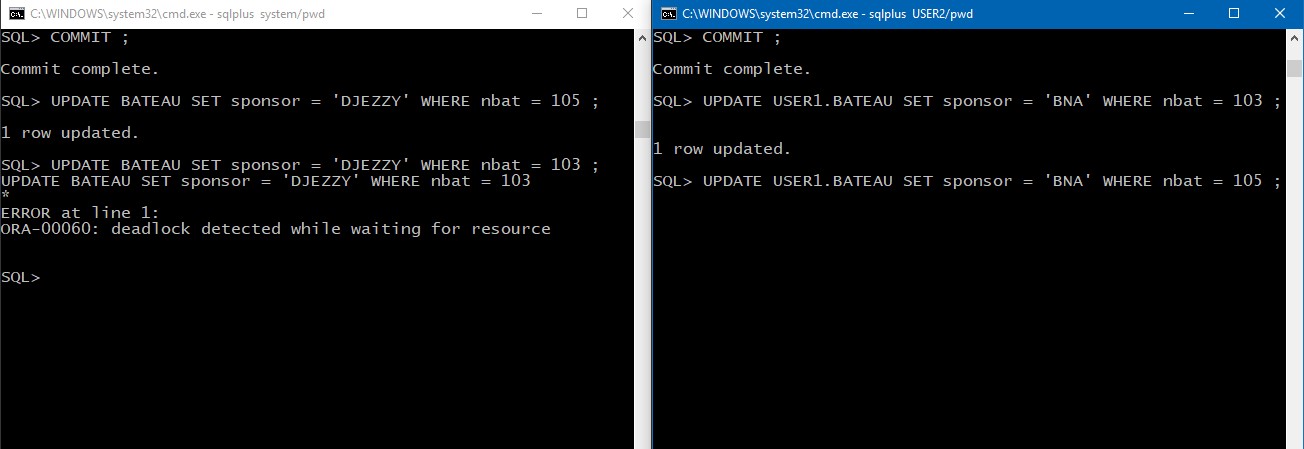 C:\WINDOWS\system32\cmd.exe - sqlplus system/pwd
SQL> COMMIT ;
Commit complete.
SQL> UPDATE BATEAU SET sponsor = 'DJEZZY' WHERE nbat = 105 ;
1 row updated.
SQL> UPDATE BATEAU SET sponsor = 'DJEZZY' WHERE nbat = 103 ;
UPDATE BATEAU SET sponsor = 'DJEZZY' WHERE nbat = 103
*
ERROR at line 1:
ORA-00060: deadlock detected while waiting for resource
SQL>
C:\WINDOWS\system32\cmd.exe - sqlplus USER2/pwd
SQL> COMMIT ;
Commit complete.
SQL> UPDATE USER1.BATEAU SET sponsor = 'BNA' WHERE nbat = 103 ;
1 row updated.
SQL> UPDATE USER1.BATEAU SET sponsor = 'BNA' WHERE nbat = 105 ;